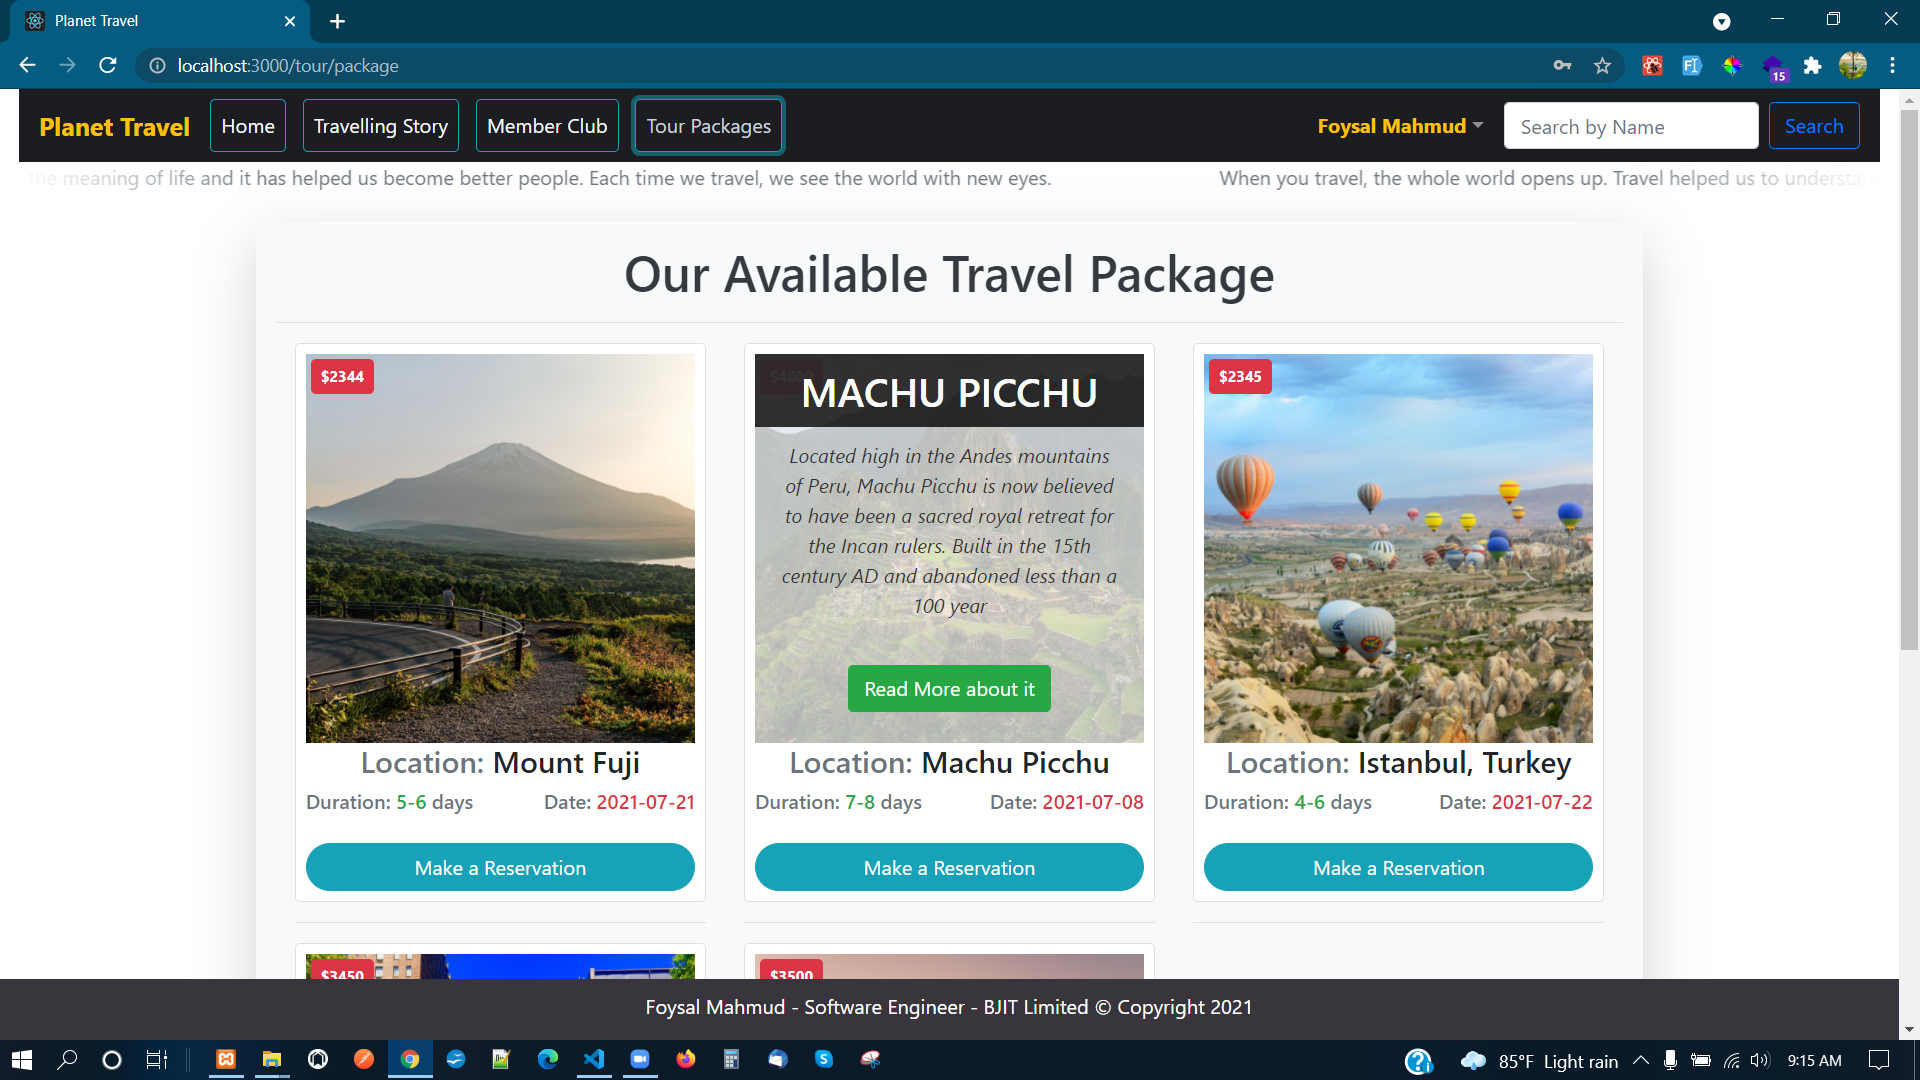 Planet Travel
localhost:3000/tour/package
15
Planet Travel
Home
Travelling Story
Member Club
Tour Packages
Foysal Mahmud
Search by Name
Search
the meaning of life and it has helped us become better people. Each time we travel, we see the world with new eyes.
When you travel, the whole world opens up. Travel helped us to understan
Our Available Travel Package
$2344
$4600
MACHU PICCHU
Located high in the Andes mountains
of Peru, Machu Picchu is now believed
to have been a sacred royal retreat for
the Incan rulers. Built in the 15th
century AD and abandoned less than a
100 year
Read More about it
$2345
Location: Mount Fuji
Duration: 5-6 days
Date: 2021-07-21
Make a Reservation
Location: Machu Picchu
Duration: 7-8 days
Date: 2021-07-08
Make a Reservation
Location: Istanbul, Turkey
Duration: 4-6 days
Date: 2021-07-22
Make a Reservation
$3450
$3500
Foysal Mahmud - Software Engineer - BJIT Limited © Copyright 2021
85°F Light rain
9:15 AM